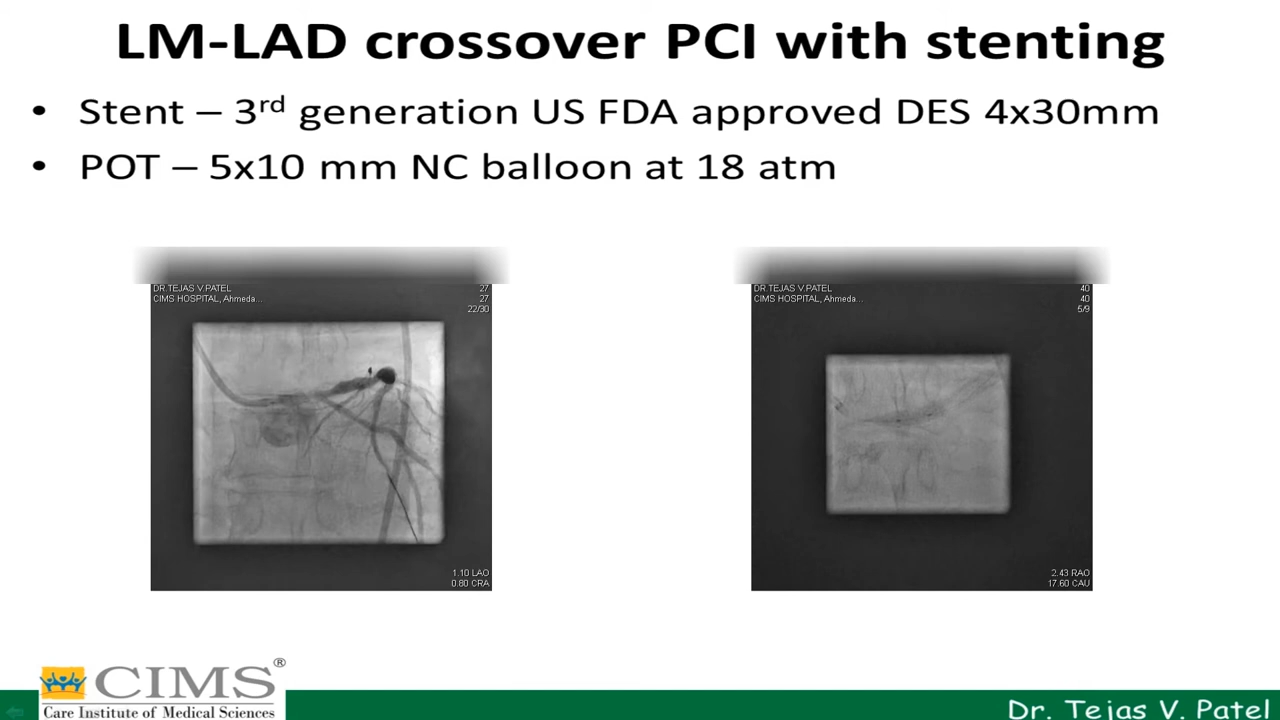 LM-LAD crossover PCI with stenting
• Stent – 3rd generation US FDA approved DES 4x30mm
• POT – 5x10 mm NC balloon at 18 atm
DR.TEJAS V.PATEL 27
CIMS HOSPITAL, Ahmeda... 27
22/30
1.10 LAO
0.80 CRA
DR.TEJAS V.PATEL 40
CIMS HOSPITAL, Ahmeda... 40
5/9
2.43 RAO
17.60 CAU
CIMS®
Care Institute of Medical Sciences
Dr. Tejas V. Patel